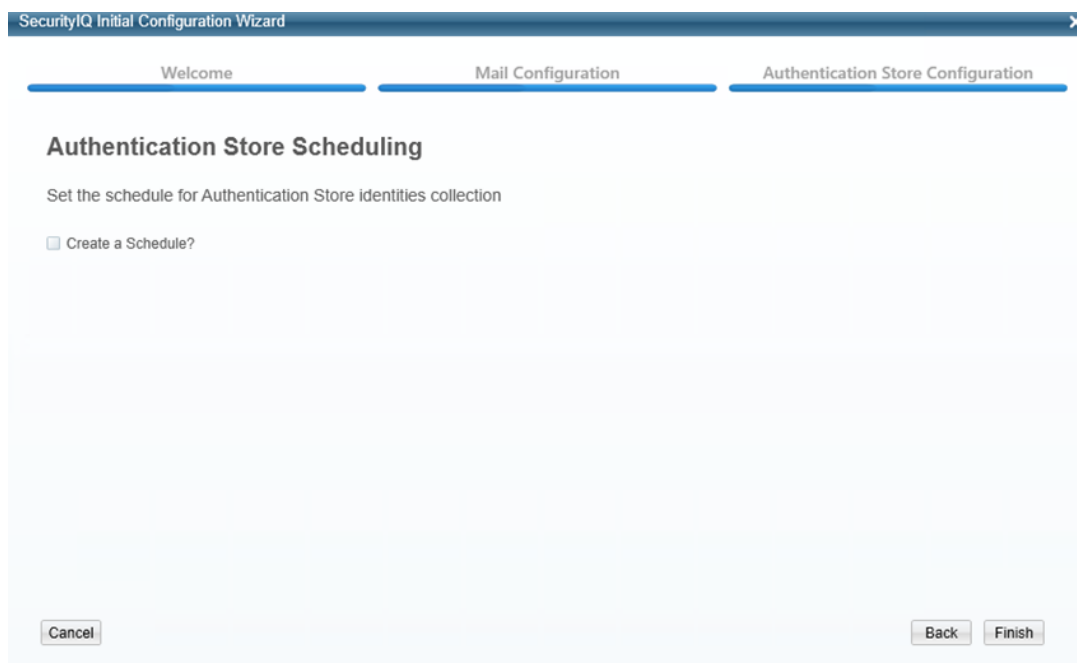 SecurityIQ Initial Configuration Wizard
Welcome
Mail Configuration
Authentication Store Configuration
Authentication Store Scheduling
Set the schedule for Authentication Store identities collection
Create a Schedule?
Cancel
Back
Finish